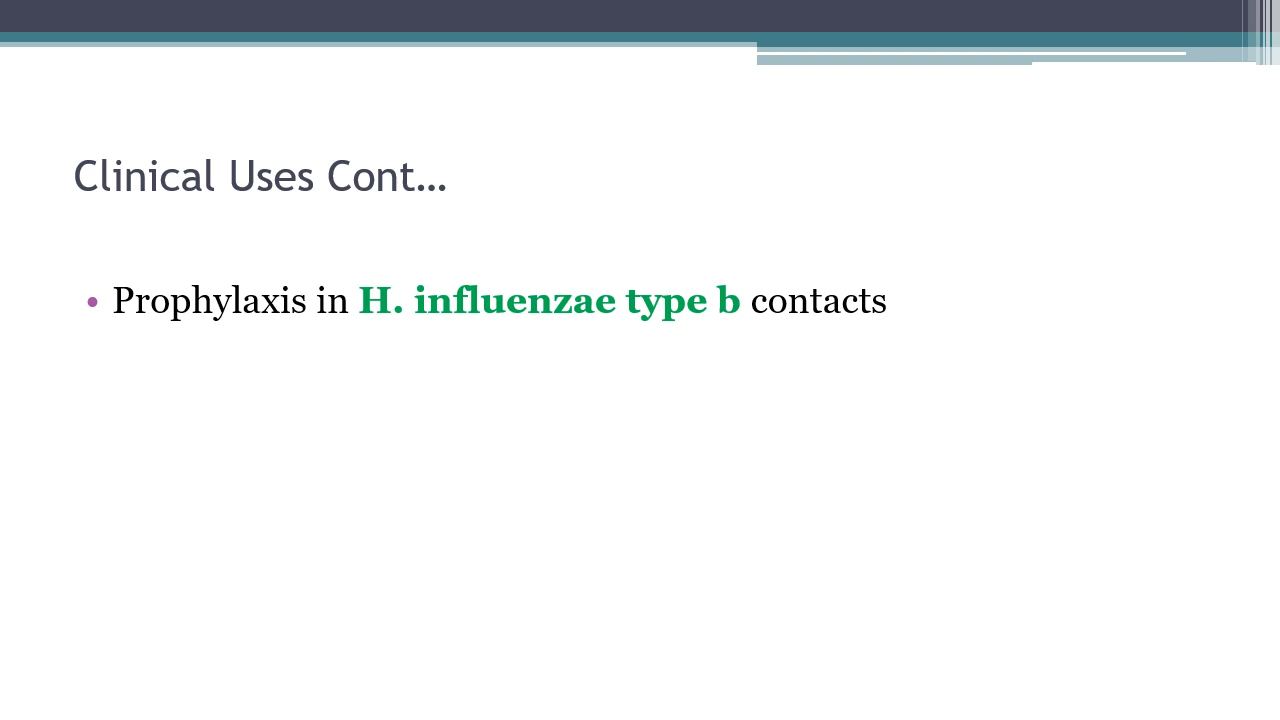 Clinical Uses Cont…
• Prophylaxis in H. influenzae type b contacts